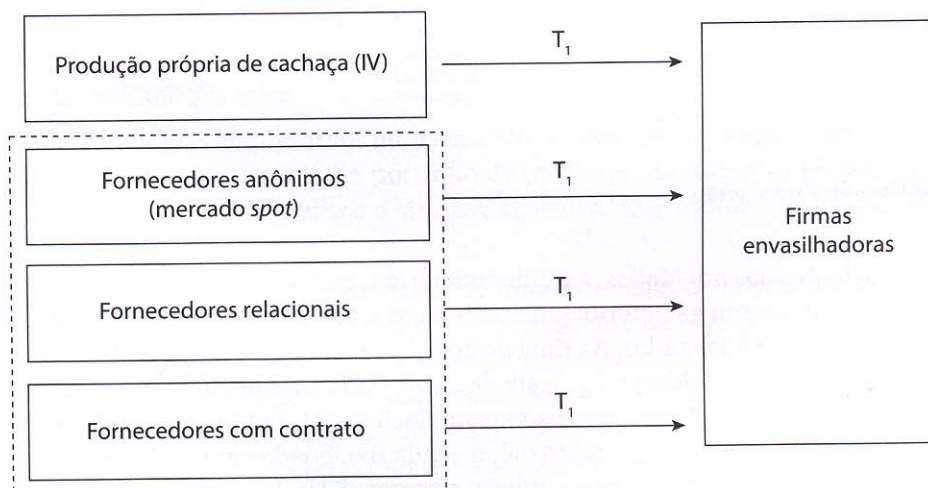 Produção própria de cachaça (IV)
T1
Fornecedores anônimos
(mercado spot)
T1
Fornecedores relacionais
T1
Fornecedores com contrato
T1
Firmas
envasilhadoras